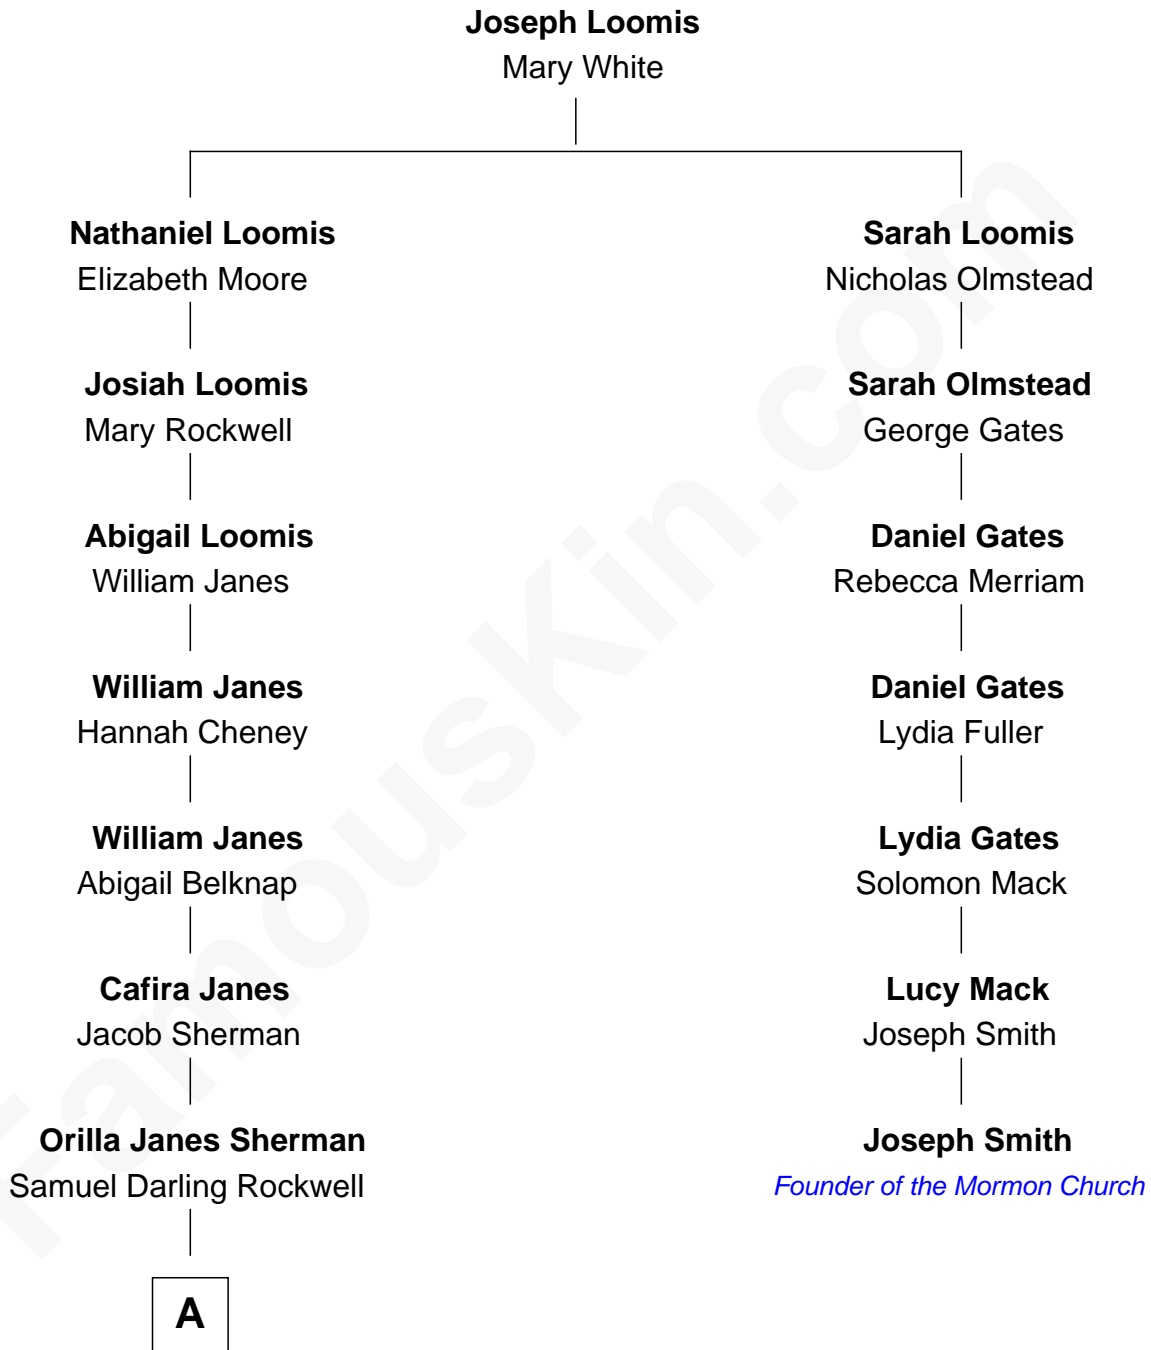 Joseph Loomis
Mary White
Nathaniel Loomis
Elizabeth Moore
Josiah Loomis
Mary Rockwell
Abigail Loomis
William Janes
William Janes
Hannah Cheney
William Janes
Abigail Belknap
Cafira Janes
Jacob Sherman
Orilla Janes Sherman
Samuel Darling Rockwell
A
Sarah Loomis
Nicholas Olmstead
Sarah Olmstead
George Gates
Daniel Gates
Rebecca Merriam
Daniel Gates
Lydia Fuller
Lydia Gates
Solomon Mack
Lucy Mack
Joseph Smith
Joseph Smith
Founder of the Mormon Church
FamousKin.com